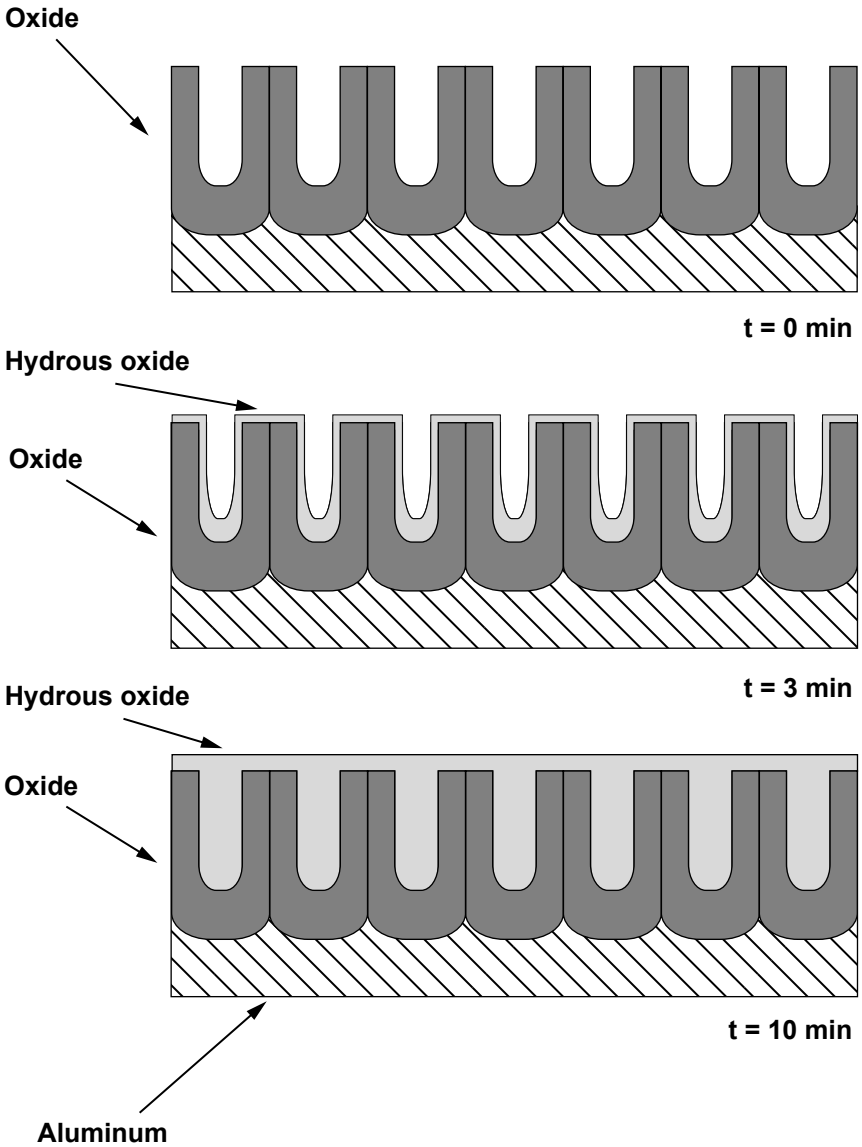 Oxide
t = 0 min
Hydrous oxide
Oxide
t = 3 min
Hydrous oxide
Oxide
t = 10 min
Aluminum